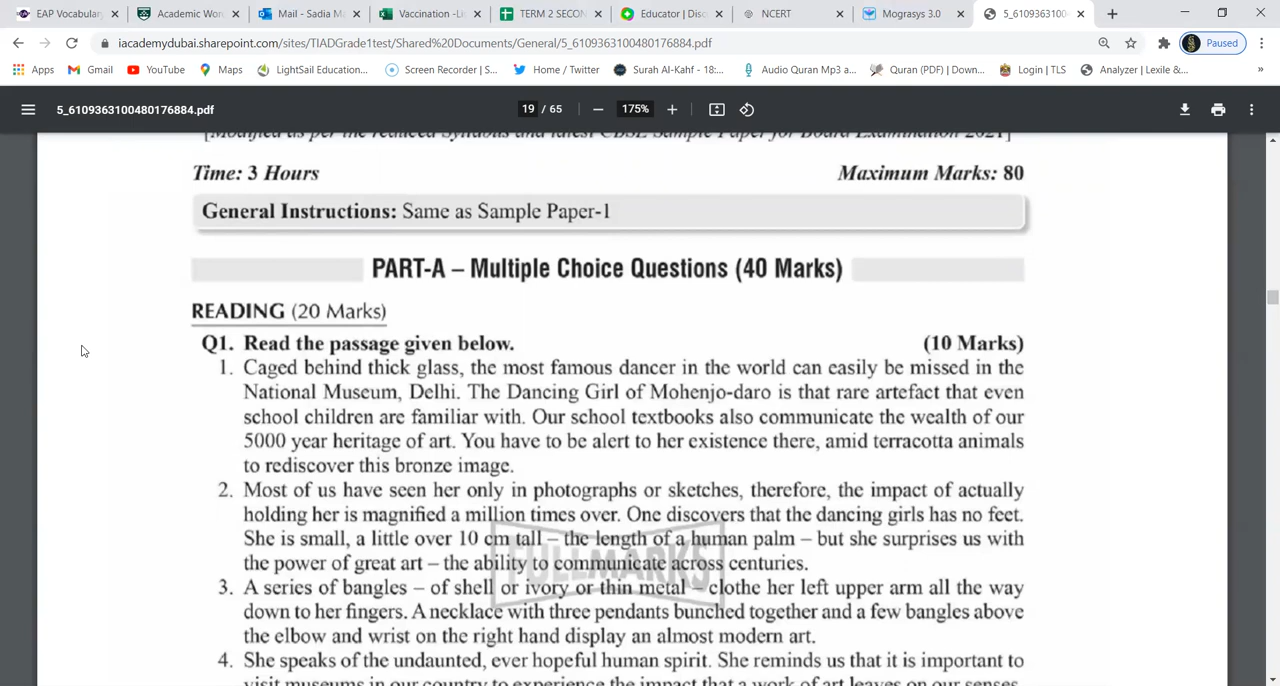 EAP Vocabulary
Academic Wor
Mail - Sadia M
Vaccination -Li
TERM 2 SECON
Educator | Disc
NCERT
Mograsys 3.0
5_6109363100
iacademydubai.sharepoint.com/sites/TIADGrade1test/Shared%20Documents/General/5_6109363100480176884.pdf
Paused
Apps
Gmail
YouTube
Maps
LightSail Education...
Screen Recorder | S...
Home / Twitter
Surah Al-Kahf - 18:...
Audio Quran Mp3 a...
Quran (PDF) | Down...
Login | TLS
Analyzer | Lexile &...
»
5_6109363100480176884.pdf
19 / 65
175%
[Modified as per the reduced Syllabus and latest CBSE Sample Paper for Board Examination 2021]
Time: 3 Hours
Maximum Marks: 80
General Instructions: Same as Sample Paper-1
PART-A – Multiple Choice Questions (40 Marks)
READING (20 Marks)
Q1. Read the passage given below. (10 Marks)
1. Caged behind thick glass, the most famous dancer in the world can easily be missed in the
National Museum, Delhi. The Dancing Girl of Mohenjo-daro is that rare artefact that even
school children are familiar with. Our school textbooks also communicate the wealth of our
5000 year heritage of art. You have to be alert to her existence there, amid terracotta animals
to rediscover this bronze image.
2. Most of us have seen her only in photographs or sketches, therefore, the impact of actually
holding her is magnified a million times over. One discovers that the dancing girls has no feet.
She is small, a little over 10 cm tall – the length of a human palm – but she surprises us with
the power of great art – the ability to communicate across centuries.
FULLMARKS
3. A series of bangles – of shell or ivory or thin metal – clothe her left upper arm all the way
down to her fingers. A necklace with three pendants bunched together and a few bangles above
the elbow and wrist on the right hand display an almost modern art.
4. She speaks of the undaunted, ever hopeful human spirit. She reminds us that it is important to
visit museums in our country to experience the impact that a work of art leaves on our senses,